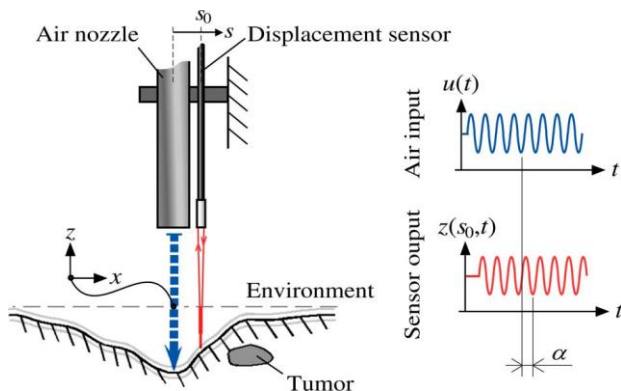 s₀
s
Air nozzle
Displacement sensor
u(t)
Air input
t
z
x
Environment
Tumor
z(s₀,t)
Sensor ouput
t
α